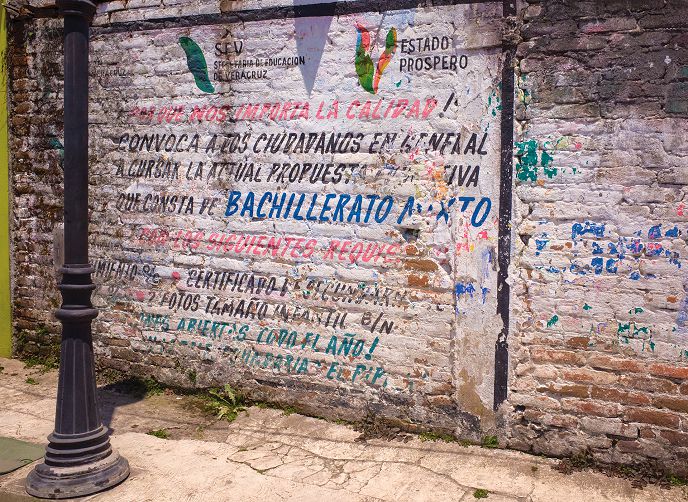 SEV ESTADO
SECRETARIA DE EDUCACION PROSPERO
VERACRUZ DE VERACRUZ
POR QUE NOS IMPORTA LA CALIDAD!
CONVOCA A LOS CIUDADANOS EN GENERAL
A CURSAR LA ACTUAL PROPUESTA
QUE CONSTA DE BACHILLERATO MIXTO
CON LOS SIGUIENTES
CERTIFICADO DE SECUNDARIA
2 FOTOS TAMAÑO INFANTIL B/N
ABIERTAS TODO EL AÑO!